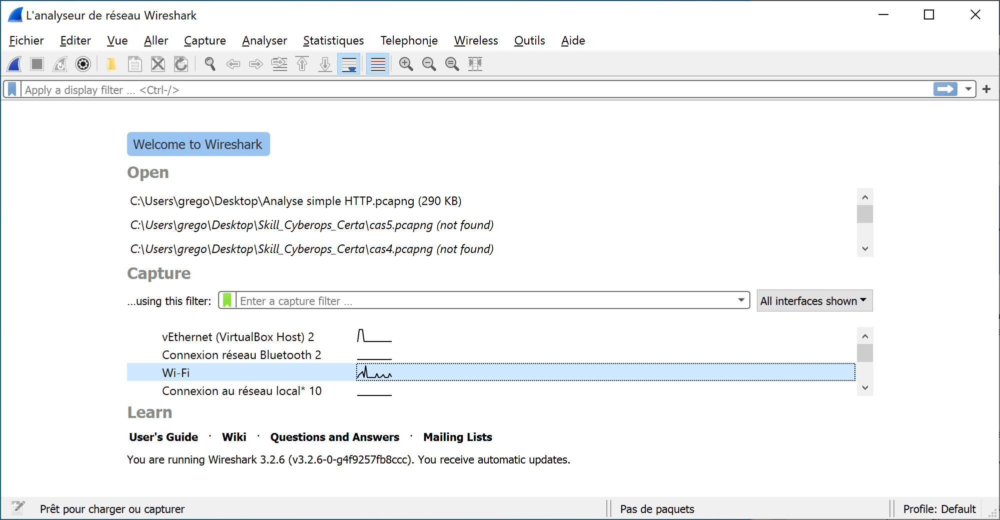 L'analyseur de réseau Wireshark
Fichier Editer Vue Aller Capture Analyser Statistiques Telephonie Wireless Outils Aide
Apply a display filter ... <Ctrl-/>
Welcome to Wireshark
Open
C:\Users\grego\Desktop\Analyse simple HTTP.pcapng (290 KB)
C:\Users\grego\Desktop\Skill_Cyberops_Certa\cas5.pcapng (not found)
C:\Users\grego\Desktop\Skill_Cyberops_Certa\cas4.pcapng (not found)
Capture
...using this filter: Enter a capture filter ... All interfaces shown
vEthernet (VirtualBox Host) 2
Connexion réseau Bluetooth 2
Wi-Fi
Connexion au réseau local* 10
Learn
User's Guide · Wiki · Questions and Answers · Mailing Lists
You are running Wireshark 3.2.6 (v3.2.6-0-g4f9257fb8ccc). You receive automatic updates.
Prêt pour charger ou capturer Pas de paquets Profile: Default